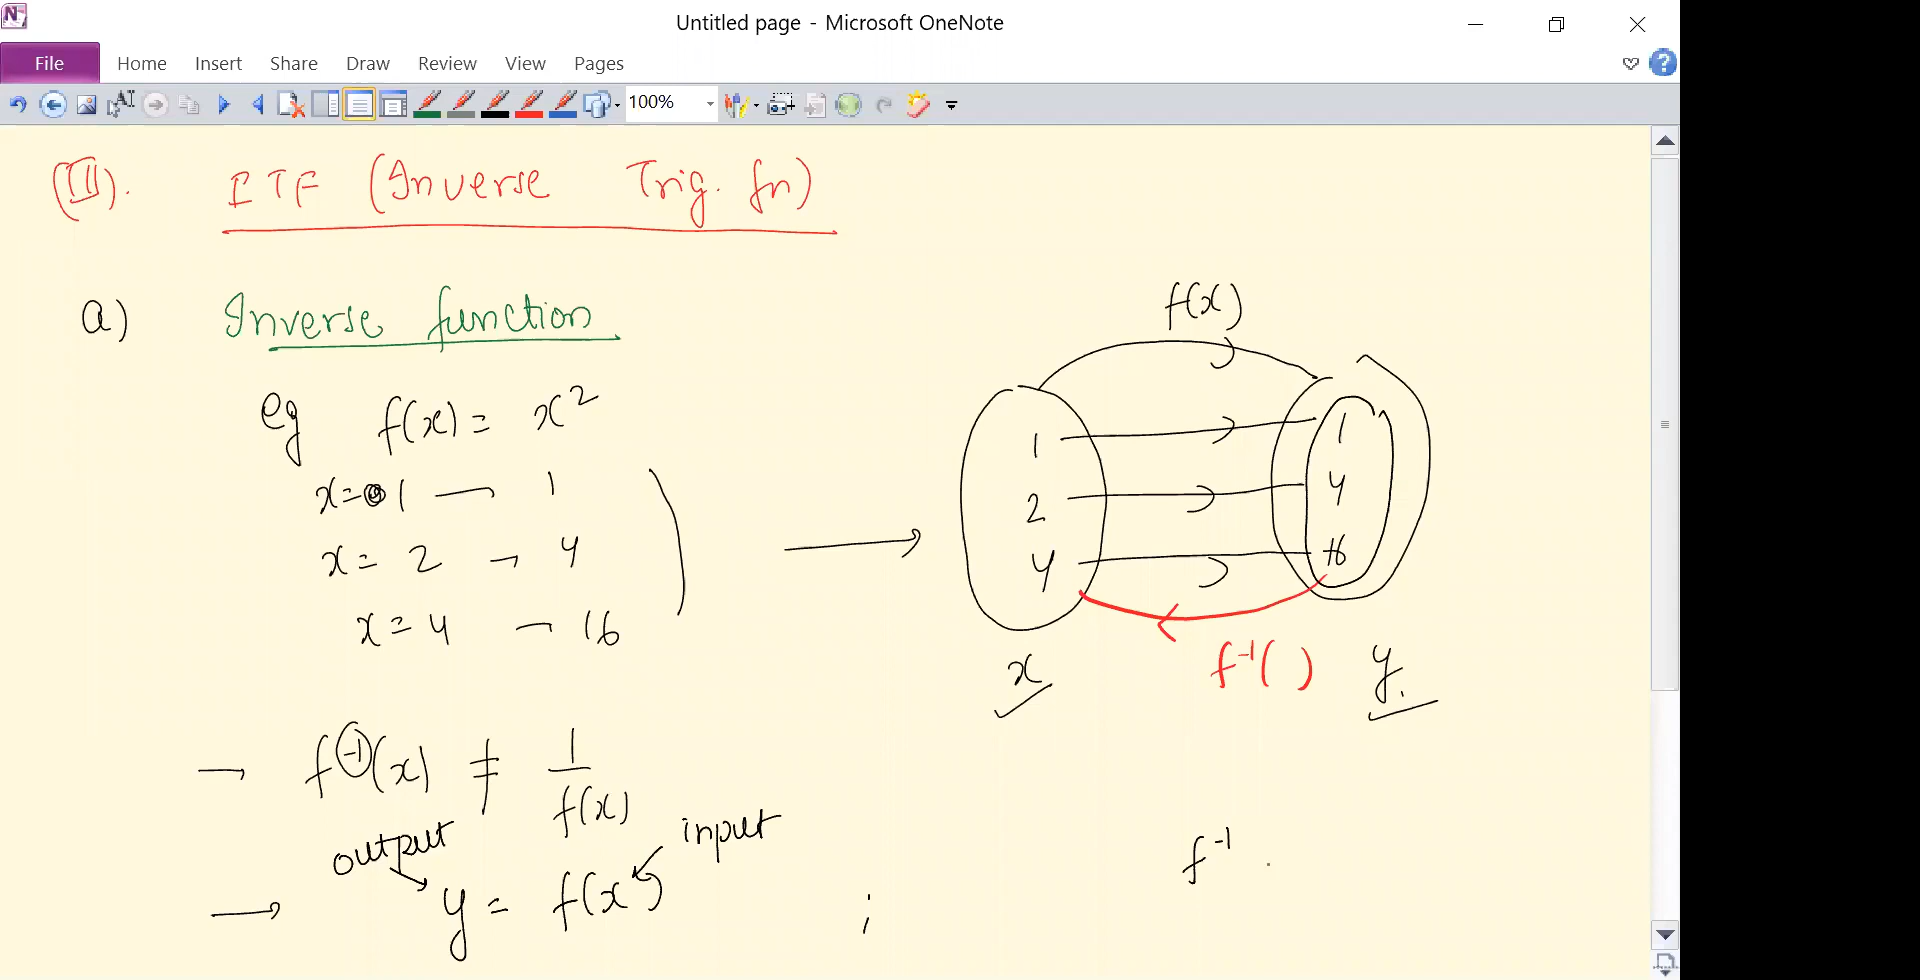 Untitled page - Microsoft OneNote
File Home Insert Share Draw Review View Pages
100%
(III). ITF (Inverse Trig. fn)
a) Inverse function
f(x)
eg f(x) = x²
x = 1 — 1
x = 2 → 4
x = 4 → 16
1 1
2 4
4 16
x f⁻¹( ) y.
→ f⁻¹(x) ≠ 1/f(x)
output input
→ y = f(x) ; f⁻¹